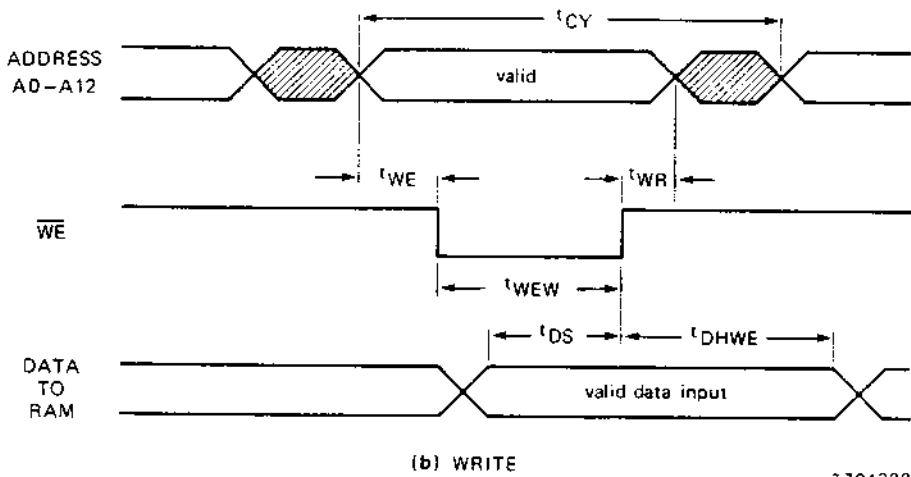 tCY
ADDRESS
A0–A12
valid
tWE
tWR
WE
tWEW
tDS
tDHWE
DATA
TO
RAM
valid data input
(b) WRITE